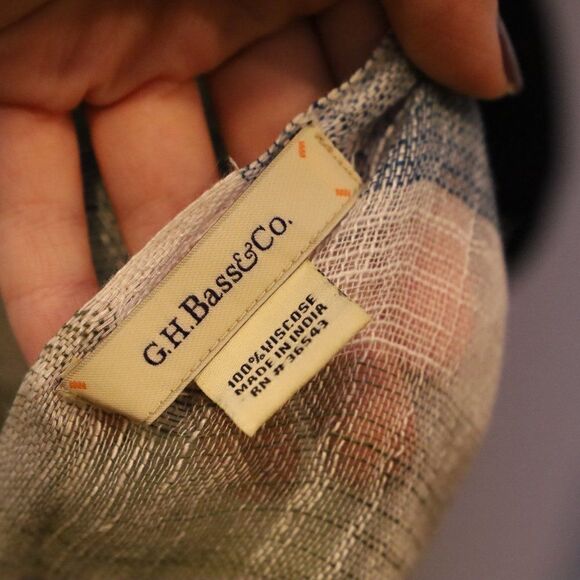 G.H.Bass&Co.
100% VISCOSE
MADE IN INDIA
RN # 36543